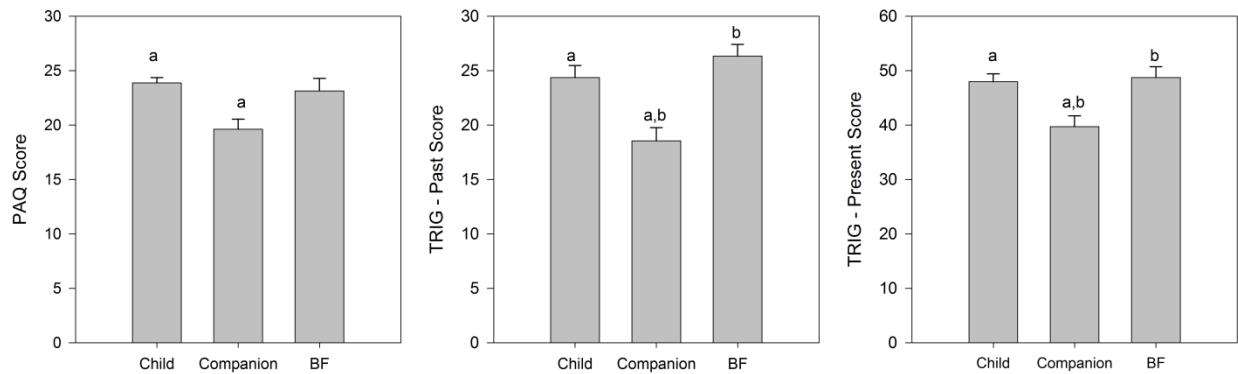 PAQ Score
30
25
20
15
10
5
0
a
a
Child Companion BF
TRIG - Past Score
30
25
20
15
10
5
0
a
a,b
b
Child Companion BF
TRIG - Present Score
60
50
40
30
20
10
0
a
a,b
b
Child Companion BF